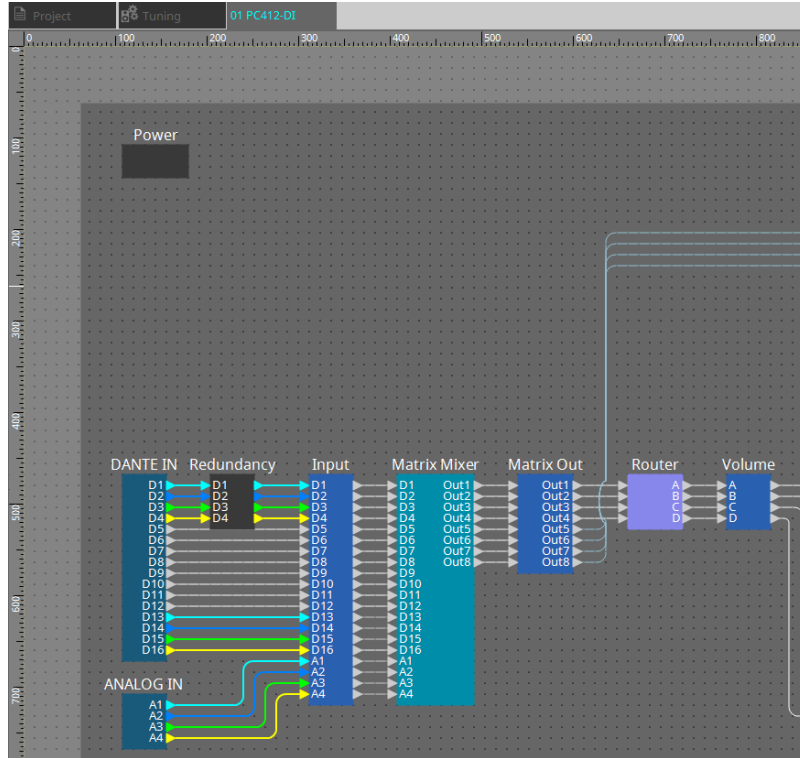 Project Tuning 01 PC412-DI
0 100 200 300 400 500 600 700 800
0
100
200
300
400
500
600
700
Power
DANTE IN Redundancy Input Matrix Mixer Matrix Out Router Volume
D1 D1 D1 D1 Out1 Out1 A A
D2 D2 D2 D2 Out2 Out2 B B
D3 D3 D3 D3 Out3 Out3 C C
D4 D4 D4 D4 Out4 Out4 D D
D5 D5 D5 Out5 Out5
D6 D6 D6 Out6 Out6
D7 D7 D7 Out7 Out7
D8 D8 D8 Out8 Out8
D9 D9 D9
D10 D10 D10
D11 D11 D11
D12 D12 D12
D13 D13 D13
D14 D14 D14
D15 D15 D15
D16 D16 D16
A1 A1
A2 A2
A3 A3
A4 A4
ANALOG IN
A1
A2
A3
A4